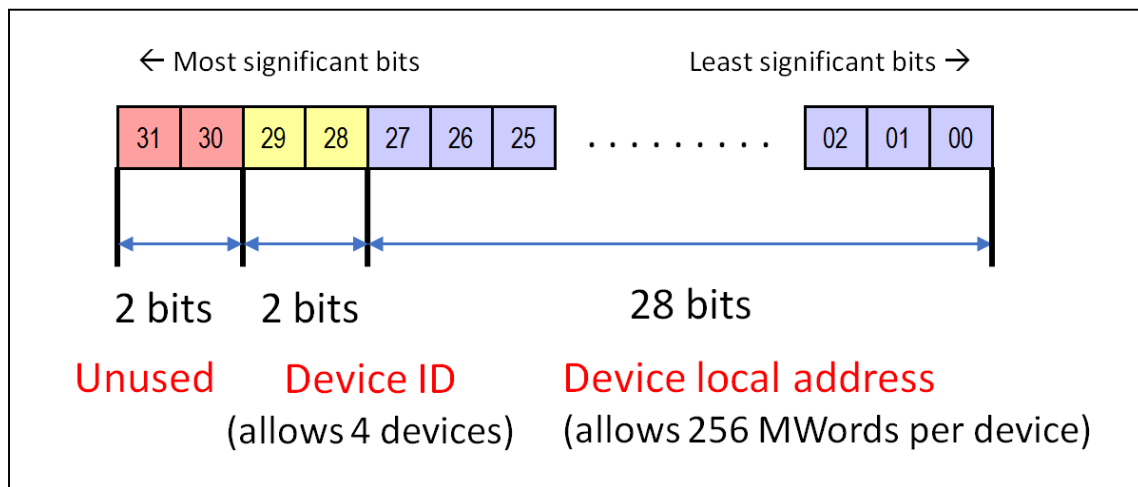 ← Most significant bits Least significant bits →
31 30 29 28 27 26 25 ......... 02 01 00
2 bits 2 bits 28 bits
Unused Device ID Device local address
(allows 4 devices) (allows 256 MWords per device)